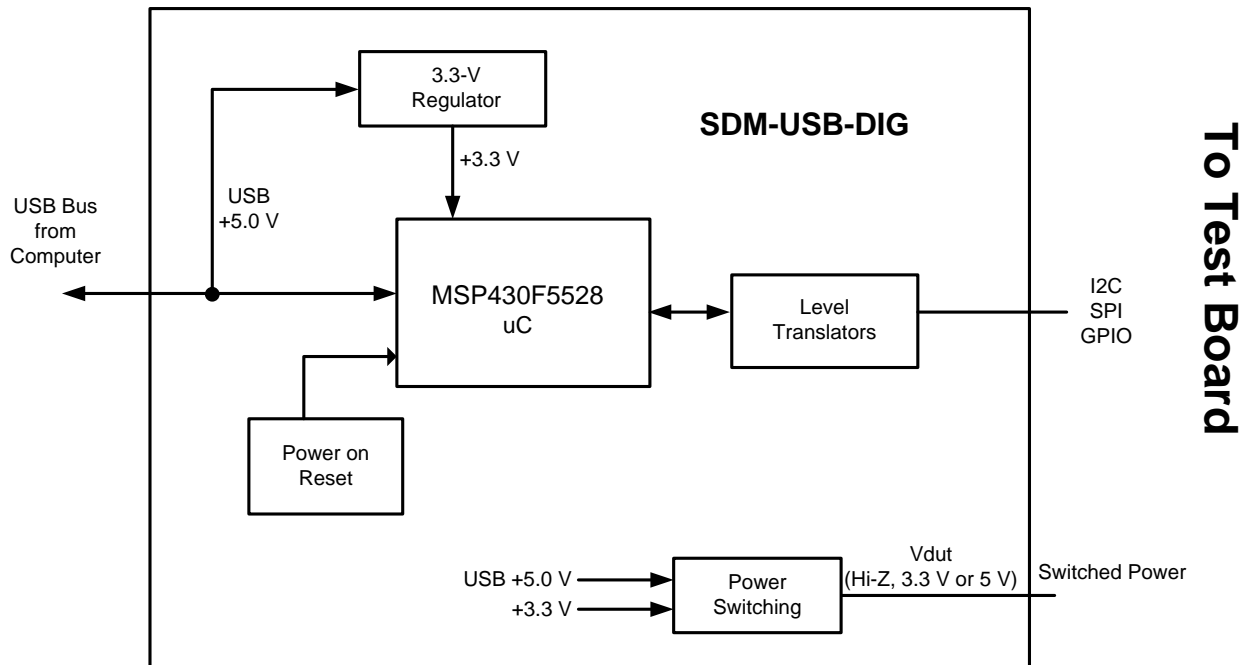 3.3-V
Regulator
SDM-USB-DIG
+3.3 V
USB
+5.0 V
USB Bus
from
Computer
MSP430F5528
uC
Level
Translators
I2C
SPI
GPIO
To Test Board
Power on
Reset
USB +5.0 V
+3.3 V
Power
Switching
Vdut
(Hi-Z, 3.3 V or 5 V)
Switched Power